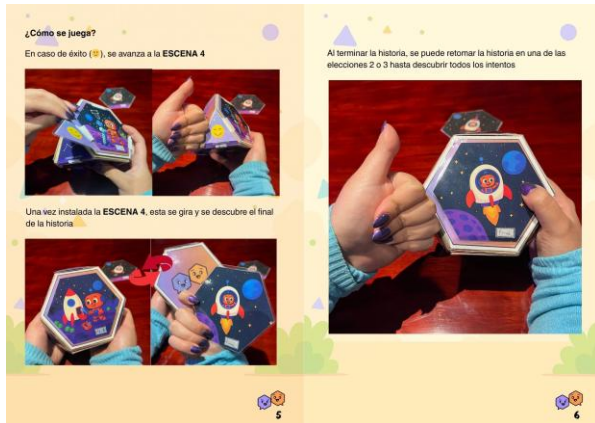 ¿Cómo se juega?
En caso de éxito (🙂), se avanza a la ESCENA 4
Una vez instalada la ESCENA 4, esta se gira y se descubre el final
de la historia
5
Al terminar la historia, se puede retomar la historia en una de las
elecciones 2 o 3 hasta descubrir todos los intentos
6